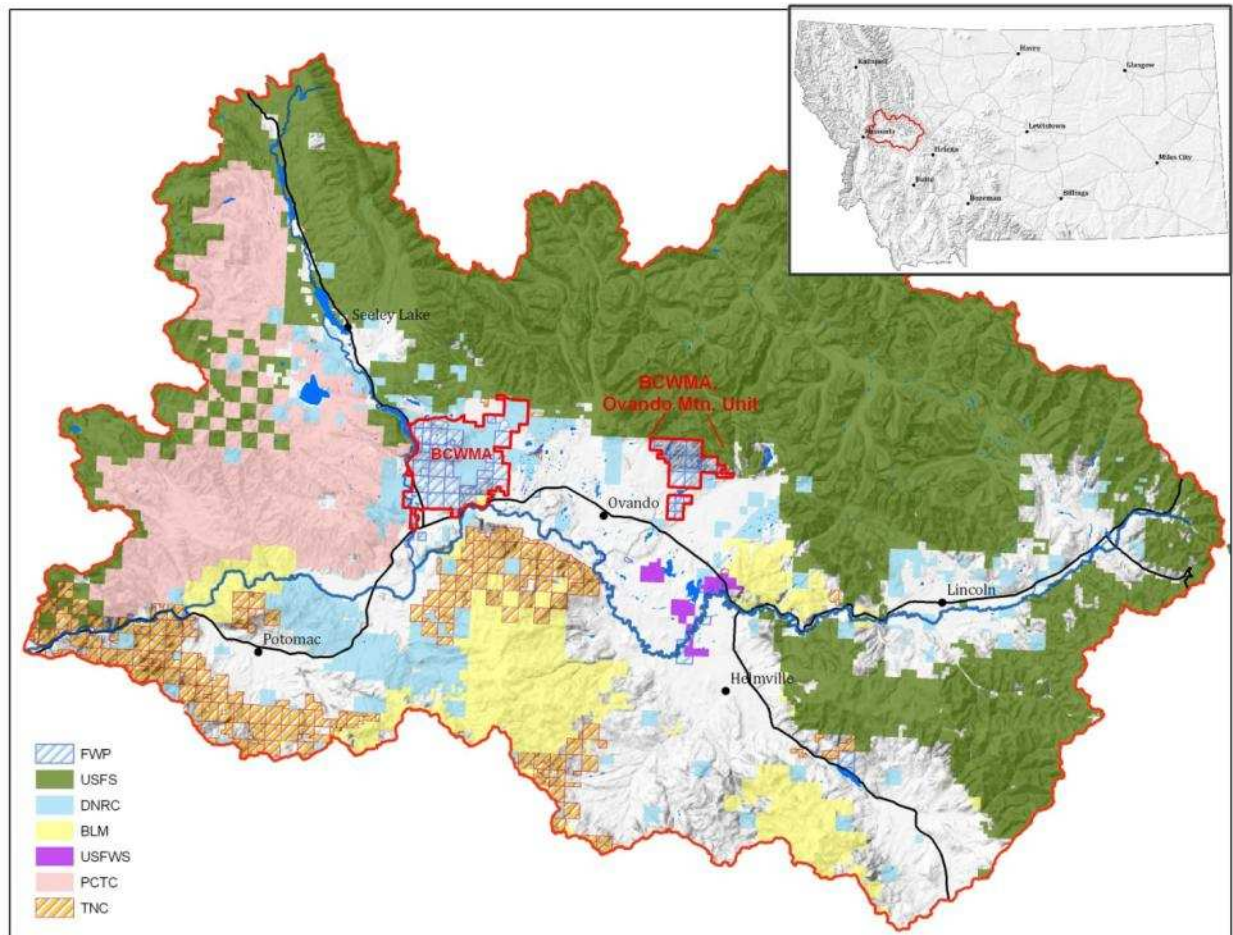 Havre
Kalispell
Glasgow
Lewistown
Missoula
Helena
Miles City
Butte
Billings
Bozeman
Seeley Lake
BCWMA,
Ovando Mtn. Unit
BCWMA
Ovando
Lincoln
Potomac
Helmville
FWP
USFS
DNRC
BLM
USFWS
PCTC
TNC